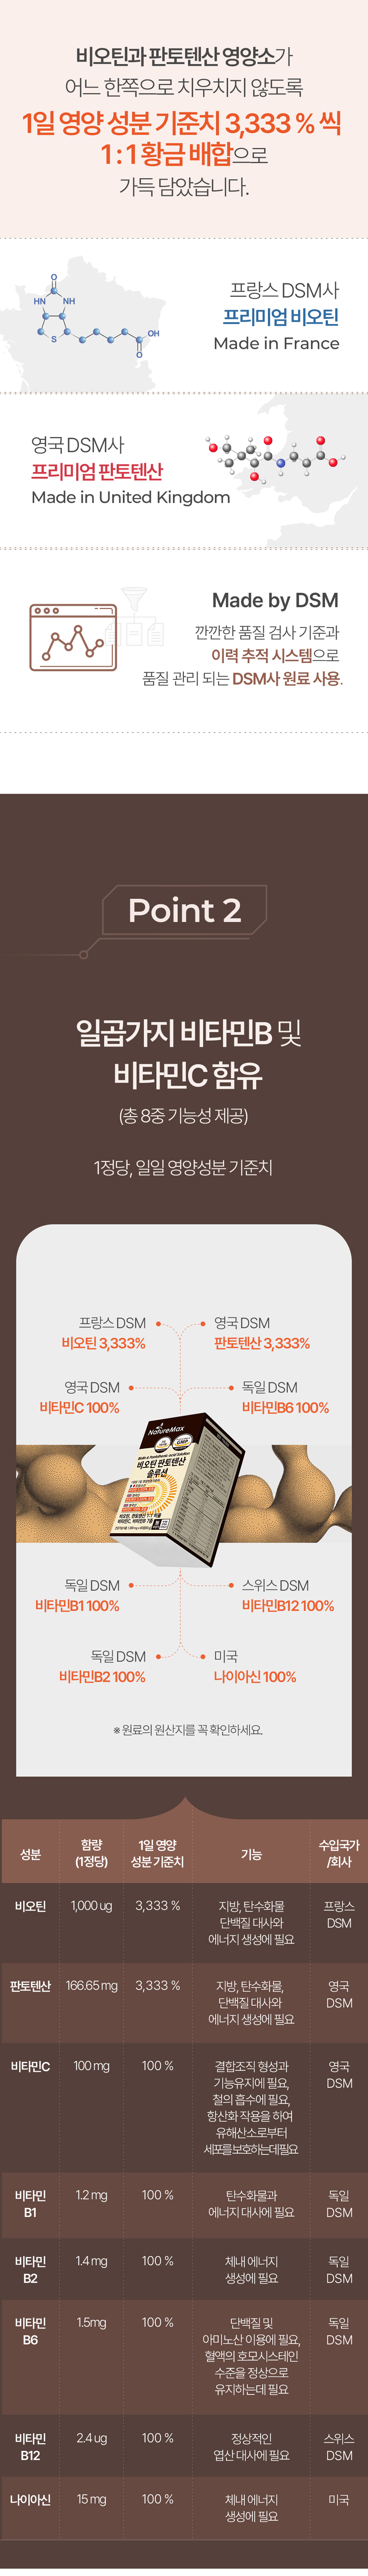 비오틴과 판토텐산 영양소가
어느 한쪽으로 치우치지 않도록
1일 영양 성분 기준치 3,333 % 씩
1 : 1 황금 배합으로
가득 담았습니다.
O
HN
NH
S
OH
O
프랑스 DSM사
프리미엄 비오틴
Made in France
영국 DSM사
프리미엄 판토텐산
Made in United Kingdom
Made by DSM
깐깐한 품질 검사 기준과
이력 추적 시스템으로
품질 관리 되는 DSM사 원료 사용.
Point 2
일곱가지 비타민B 및
비타민C 함유
(총 8중 기능성 제공)
1정당, 일일 영양성분 기준치
프랑스 DSM
비오틴 3,333%
영국 DSM
판토텐산 3,333%
영국 DSM
비타민C 100%
독일 DSM
비타민B6 100%
NatureMax
비오틴 판토텐산
솔루션
독일 DSM
비타민B1 100%
스위스 DSM
비타민B12 100%
독일 DSM
비타민B2 100%
미국
나이아신 100%
※ 원료의 원산지를 꼭 확인하세요.
성분 함량 (1정당) 1일 영양 성분 기준치 기능 수입국가 /회사
비오틴 1,000 ug 3,333 % 지방, 탄수화물
단백질 대사와
에너지 생성에 필요
프랑스
DSM
판토텐산 166.65 mg 3,333 % 지방, 탄수화물,
단백질 대사와
에너지 생성에 필요
영국
DSM
비타민C 100 mg 100 % 결합조직 형성과
기능유지에 필요,
철의 흡수에 필요,
항산화 작용을 하여
유해산소로부터
세포를보호하는데필요
영국
DSM
비타민
B1
1.2 mg 100 % 탄수화물과
에너지 대사에 필요
독일
DSM
비타민
B2
1.4 mg 100 % 체내 에너지
생성에 필요
독일
DSM
비타민
B6
1.5mg 100 % 단백질 및
아미노산 이용에 필요,
혈액의 호모시스테인
수준을 정상으로
유지하는데 필요
독일
DSM
비타민
B12
2.4 ug 100 % 정상적인
엽산 대사에 필요
스위스
DSM
나이아신 15 mg 100 % 체내 에너지
생성에 필요
미국